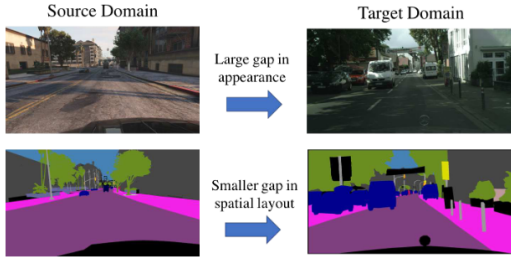 Source Domain
Target Domain
Large gap in
appearance
Smaller gap in
spatial layout